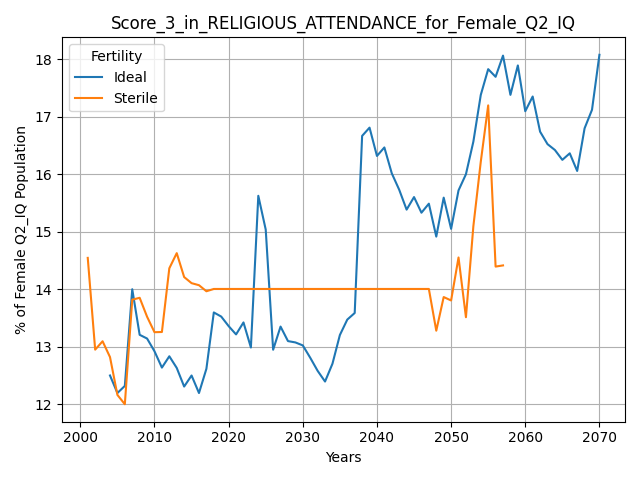 Score_3_in_RELIGIOUS_ATTENDANCE_for_Female_Q2_IQ
Fertility
Ideal
Sterile
% of Female Q2_IQ Population
18
17
16
15
14
13
12
2000 2010 2020 2030 2040 2050 2060 2070
Years